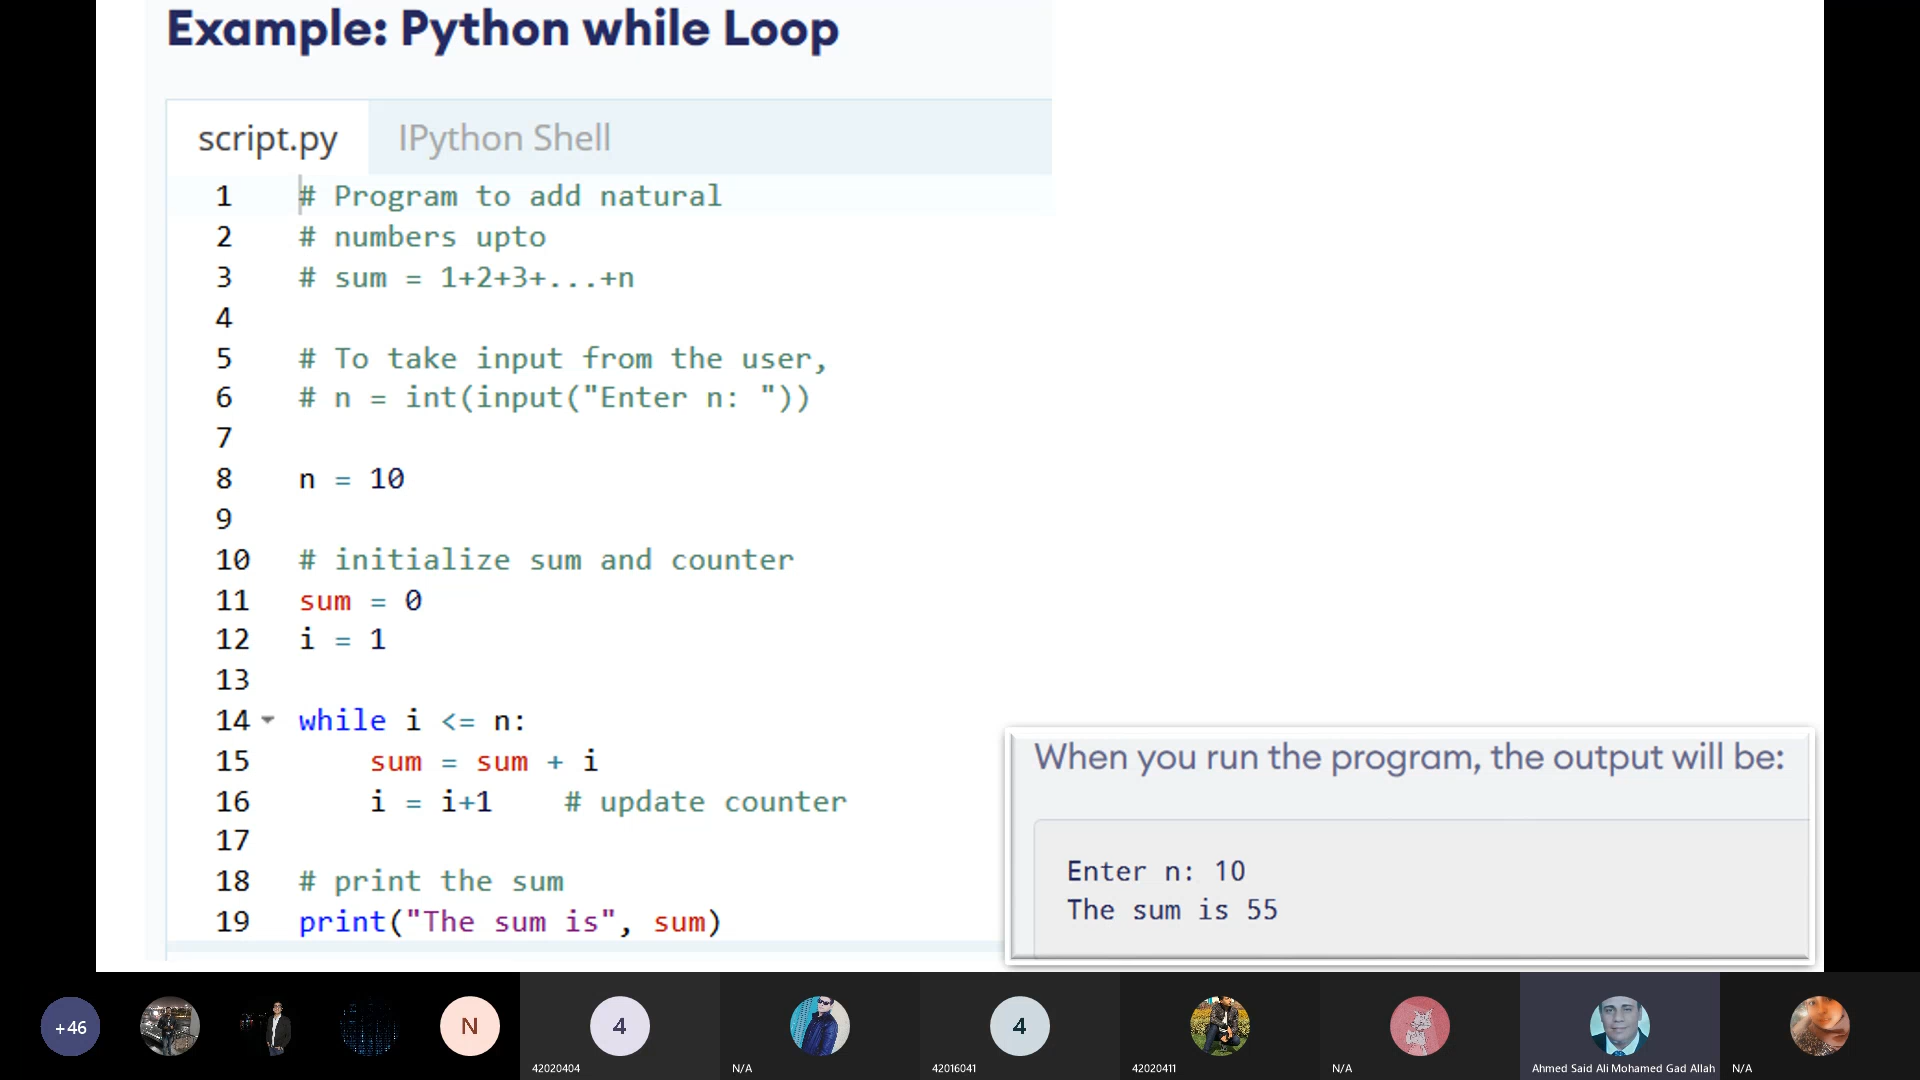 Example: Python while Loop
script.py IPython Shell
1 # Program to add natural
2 # numbers upto
3 # sum = 1+2+3+...+n
4
5 # To take input from the user,
6 # n = int(input("Enter n: "))
7
8 n = 10
9
10 # initialize sum and counter
11 sum = 0
12 i = 1
13
14 while i <= n:
15 sum = sum + i
16 i = i+1 # update counter
17
18 # print the sum
19 print("The sum is", sum)
When you run the program, the output will be:
Enter n: 10
The sum is 55
+46 N 4 4
42020404 N/A 42016041 42020411 N/A Ahmed Said Ali Mohamed Gad Allah N/A